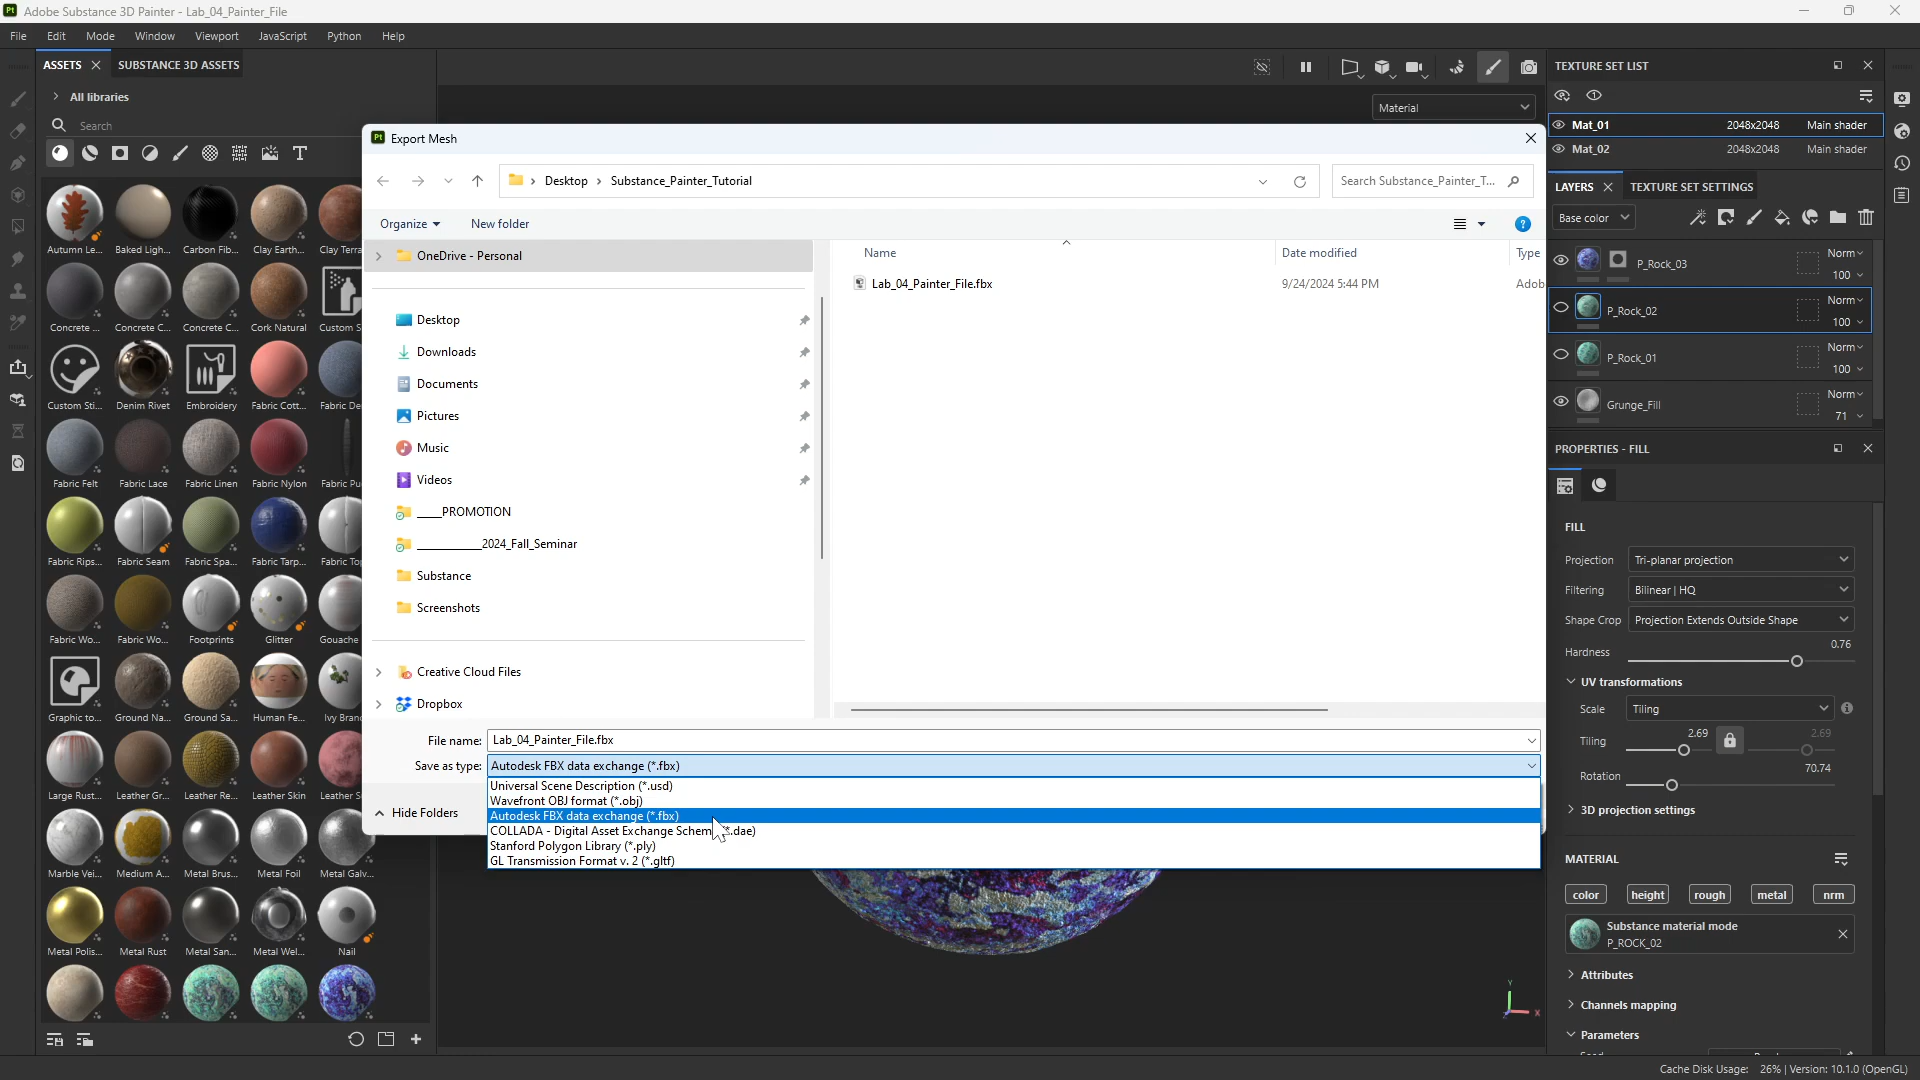 Adobe Substance 3D Painter - Lab_04_Painter_File
File Edit Mode Window Viewport JavaScript Python Help
ASSETS SUBSTANCE 3D ASSETS
All libraries
Search
Autumn Le... Baked Ligh... Carbon Fib... Clay Earth... Clay Terra
Concrete ... Concrete C... Concrete C... Cork Natural Custom S
Custom Sti... Denim Rivet Embroidery Fabric Cott... Fabric De
Fabric Felt Fabric Lace Fabric Linen Fabric Nylon Fabric Pu
Fabric Rips... Fabric Seam Fabric Spa... Fabric Tarp... Fabric To
Fabric Wo... Fabric Wo... Footprints Glitter Gouache
Graphic to... Ground Na... Ground Sa... Human Fe... Ivy Bran
Large Rust... Leather Gr... Leather Re... Leather Skin Leather S
Marble Vei... Medium A... Metal Brus... Metal Foil Metal Galv...
Metal Polis... Metal Rust Metal San... Metal Wel... Nail
Material
Export Mesh
Desktop Substance_Painter_Tutorial
Search Substance_Painter_T...
Organize New folder
OneDrive - Personal
Desktop
Downloads
Documents
Pictures
Music
Videos
____PROMOTION
__________2024_Fall_Seminar
Substance
Screenshots
Creative Cloud Files
Dropbox
Name Date modified Type
Lab_04_Painter_File.fbx 9/24/2024 5:44 PM Adob
File name: Lab_04_Painter_File.fbx
Save as type: Autodesk FBX data exchange (*.fbx)
Hide Folders
Universal Scene Description (*.usd)
Wavefront OBJ format (*.obj)
Autodesk FBX data exchange (*.fbx)
COLLADA - Digital Asset Exchange Schem .dae)
Stanford Polygon Library (*.ply)
GL Transmission Format v. 2 (*.gltf)
Y
Z X
TEXTURE SET LIST
Mat_01 2048x2048 Main shader
Mat_02 2048x2048 Main shader
LAYERS TEXTURE SET SETTINGS
Base color
P_Rock_03 Norm
100
P_Rock_02 Norm
100
P_Rock_01 Norm
100
Grunge_Fill Norm
71
PROPERTIES - FILL
FILL
Projection Tri-planar projection
Filtering Bilinear | HQ
Shape Crop Projection Extends Outside Shape
Hardness 0.76
UV transformations
Scale Tiling
Tiling 2.69 2.69
Rotation 70.74
3D projection settings
MATERIAL
color height rough metal nrm
Substance material mode
P_ROCK_02
Attributes
Channels mapping
Parameters
Cache Disk Usage: 26% | Version: 10.1.0 (OpenGL)